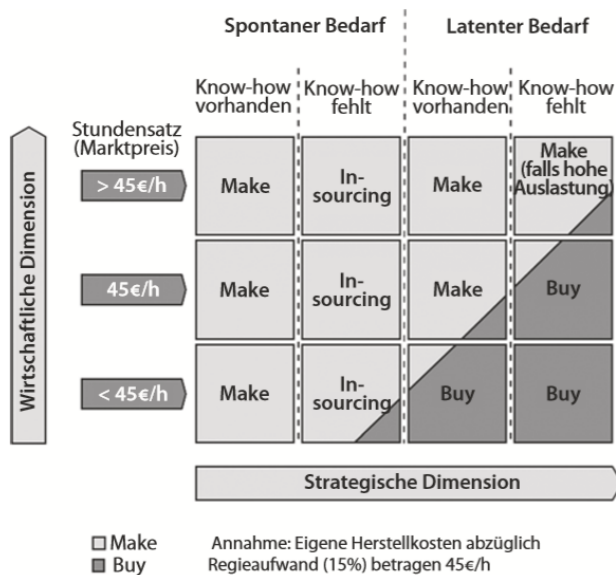 Spontaner Bedarf Latenter Bedarf
Know-how vorhanden Know-how fehlt Know-how vorhanden Know-how fehlt
Wirtschaftliche Dimension
Stundensatz
(Marktpreis)
> 45€/h Make In-sourcing Make Make (falls hohe Auslastung)
45€/h Make In-sourcing Make Buy
< 45€/h Make In-sourcing Buy Buy
Strategische Dimension
Make Annahme: Eigene Herstellkosten abzüglich
Buy Regieaufwand (15%) betragen 45€/h